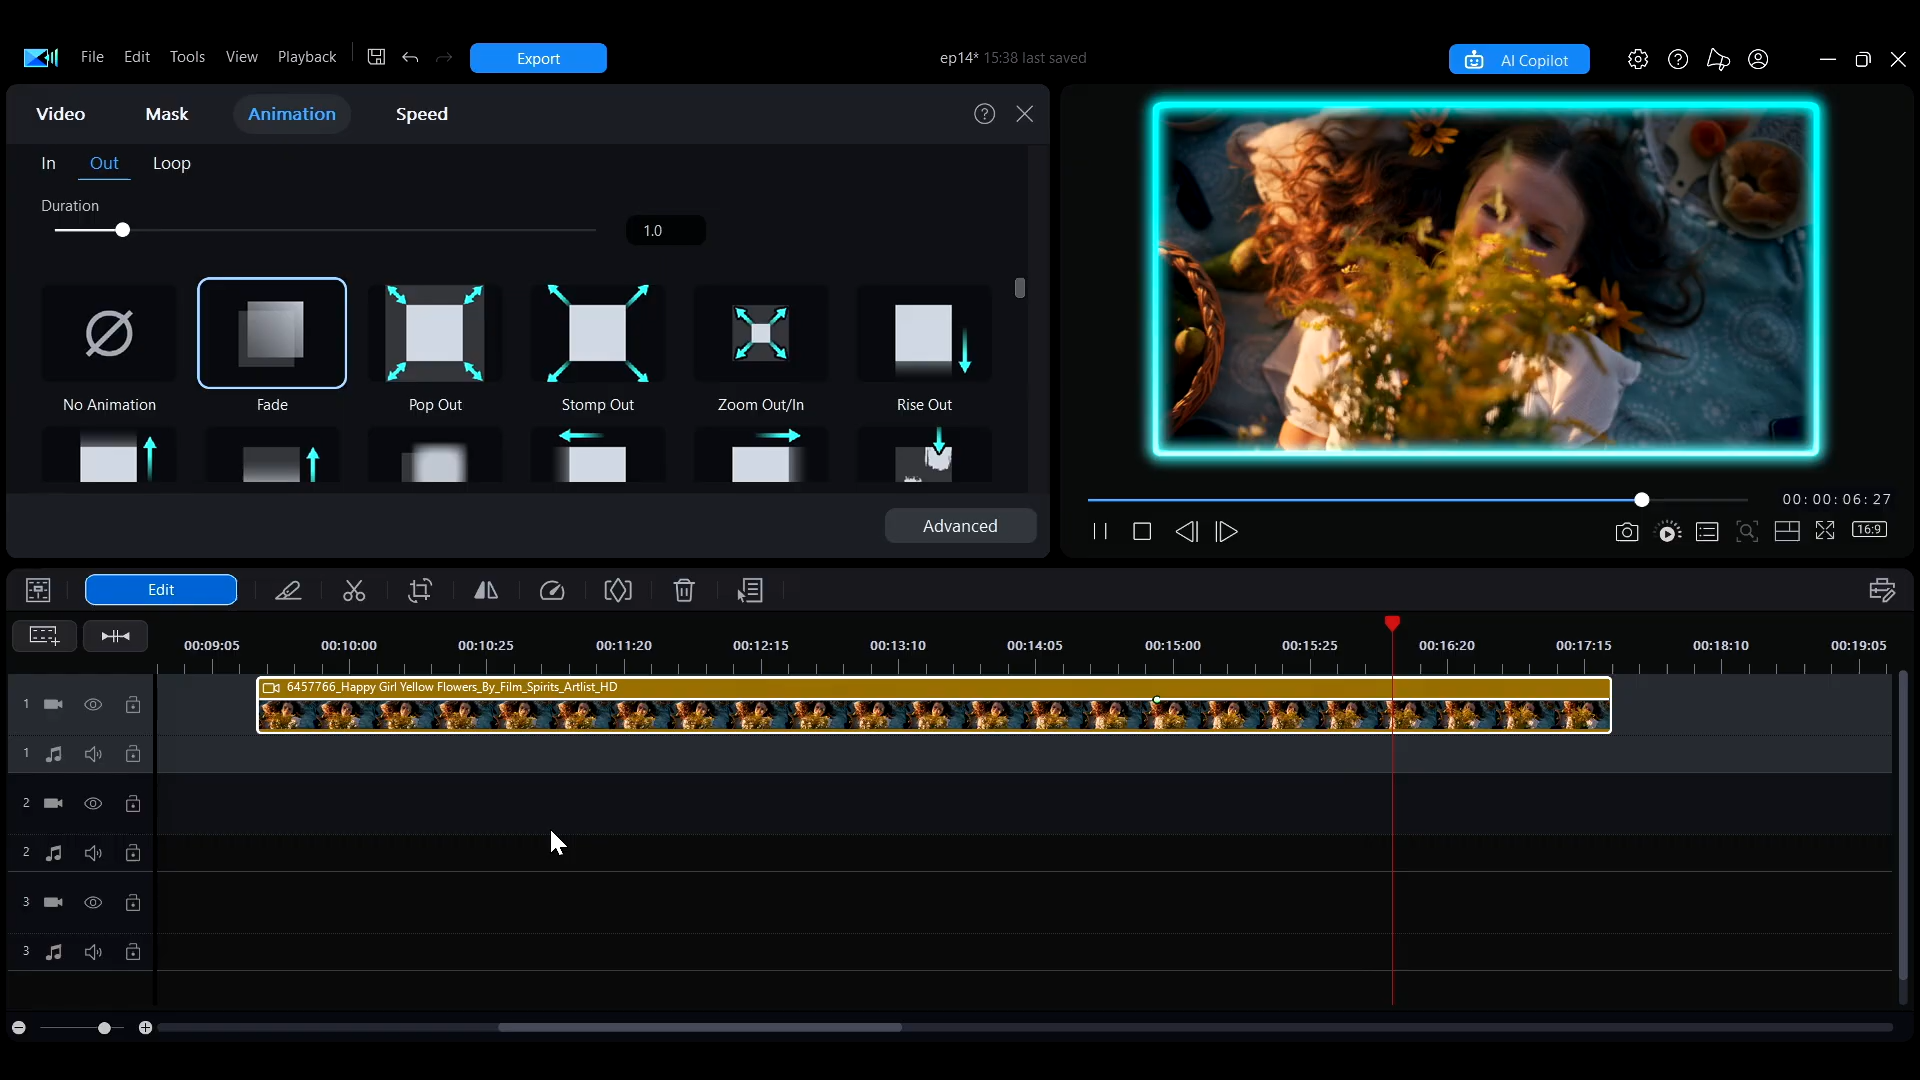 File Edit Tools View Playback Export ep14* 15:38 last saved AI Copilot
Video Mask Animation Speed
In Out Loop
Duration
1.0
No Animation Fade Pop Out Stomp Out Zoom Out/In Rise Out
Advanced
00:00:06:27
16:9
Edit
00:09:05 00:10:00 00:10:25 00:11:20 00:12:15 00:13:10 00:14:05 00:15:00 00:15:25 00:16:20 00:17:15 00:18:10 00:19:05
1 6457766_Happy Girl Yellow Flowers_By_Film_Spirits_Artlist_HD
1
2
2
3
3